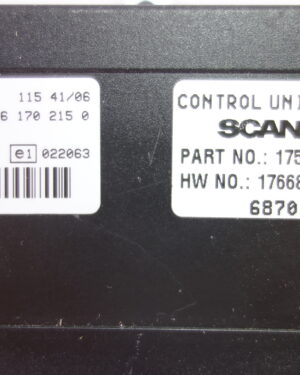 115 41/06
6 170 215 0
e1 022063
CONTROL UNI
SCAN
PART NO.: 175
HW NO.: 17668
6870